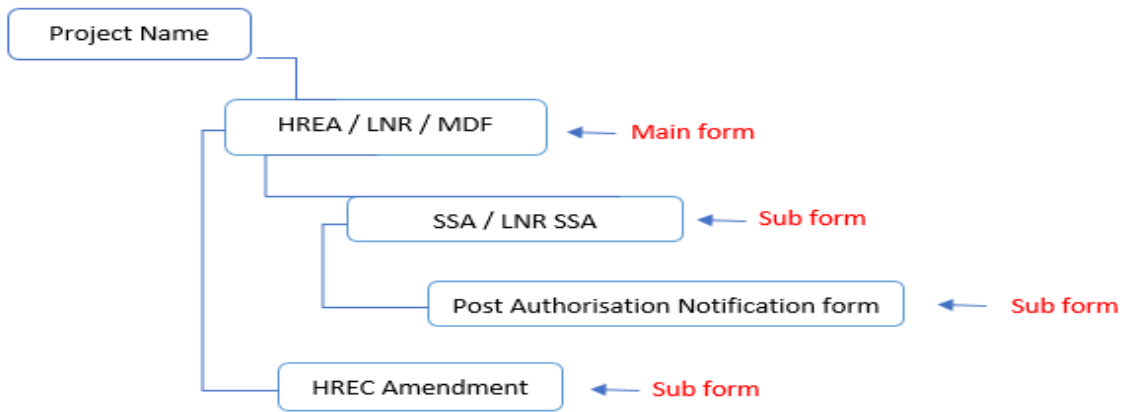 Project Name
HREA / LNR / MDF
Main form
SSA / LNR SSA
Sub form
Post Authorisation Notification form
Sub form
HREC Amendment
Sub form